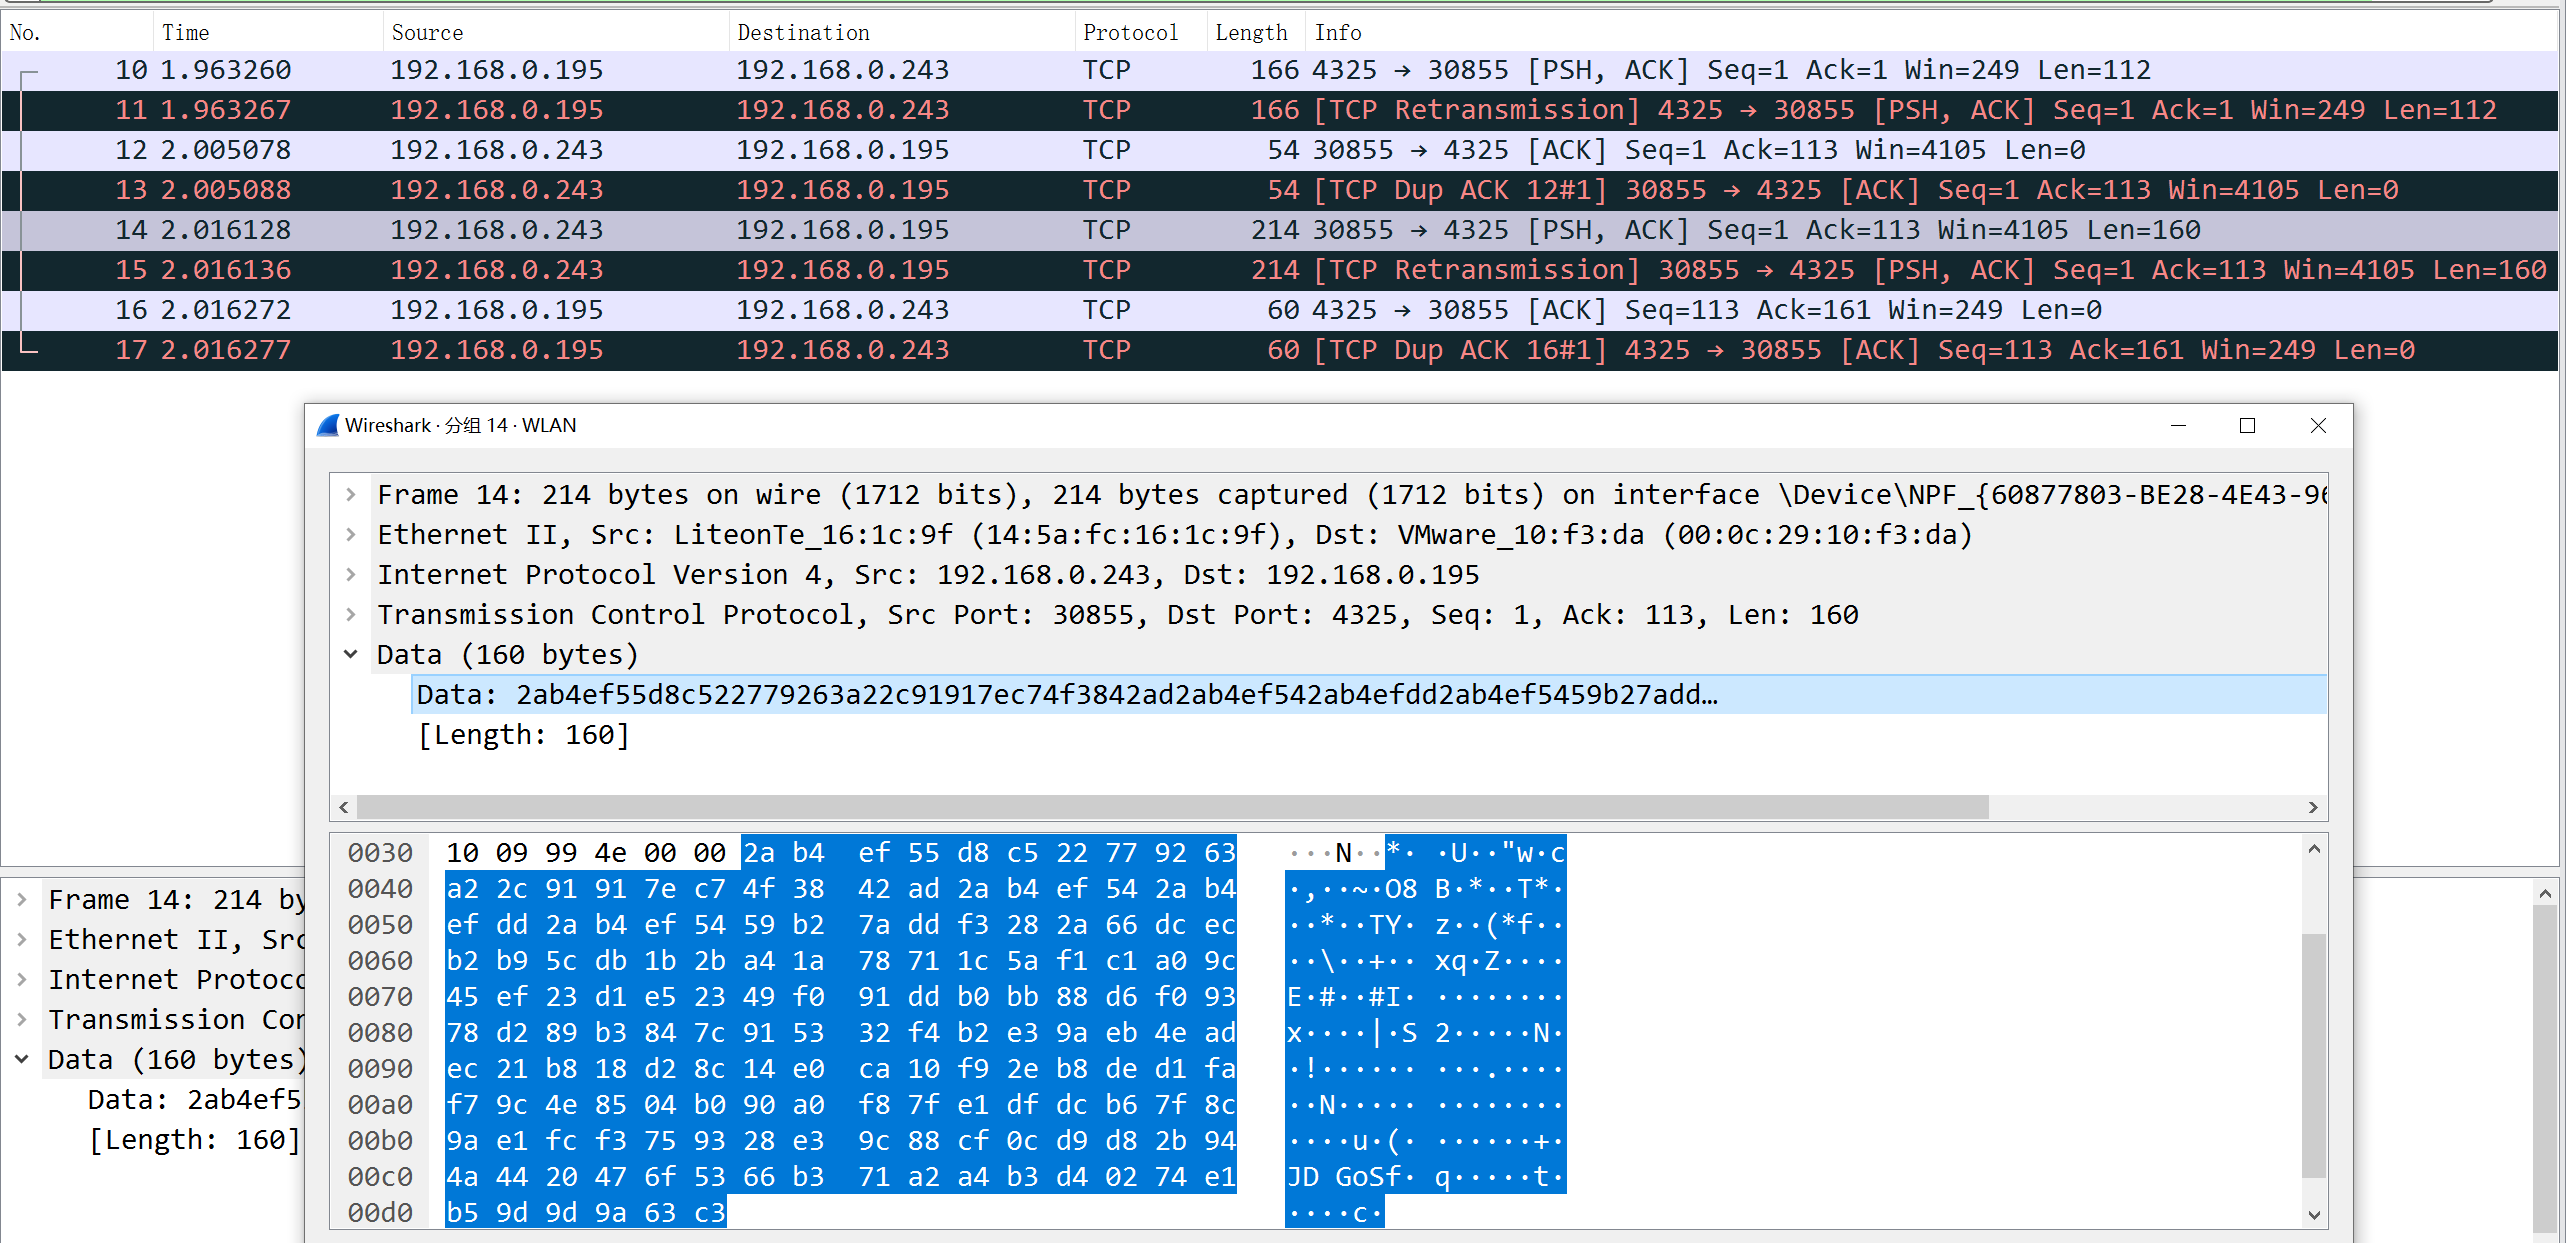 No. Time Source Destination Protocol Length Info
10 1.963260 192.168.0.195 192.168.0.243 TCP 166 4325 → 30855 [PSH, ACK] Seq=1 Ack=1 Win=249 Len=112
11 1.963267 192.168.0.195 192.168.0.243 TCP 166 [TCP Retransmission] 4325 → 30855 [PSH, ACK] Seq=1 Ack=1 Win=249 Len=112
12 2.005078 192.168.0.243 192.168.0.195 TCP 54 30855 → 4325 [ACK] Seq=1 Ack=113 Win=4105 Len=0
13 2.005088 192.168.0.243 192.168.0.195 TCP 54 [TCP Dup ACK 12#1] 30855 → 4325 [ACK] Seq=1 Ack=113 Win=4105 Len=0
14 2.016128 192.168.0.243 192.168.0.195 TCP 214 30855 → 4325 [PSH, ACK] Seq=1 Ack=113 Win=4105 Len=160
15 2.016136 192.168.0.243 192.168.0.195 TCP 214 [TCP Retransmission] 30855 → 4325 [PSH, ACK] Seq=1 Ack=113 Win=4105 Len=160
16 2.016272 192.168.0.195 192.168.0.243 TCP 60 4325 → 30855 [ACK] Seq=113 Ack=161 Win=249 Len=0
17 2.016277 192.168.0.195 192.168.0.243 TCP 60 [TCP Dup ACK 16#1] 4325 → 30855 [ACK] Seq=113 Ack=161 Win=249 Len=0
Wireshark · 分组 14 · WLAN
Frame 14: 214 bytes on wire (1712 bits), 214 bytes captured (1712 bits) on interface \Device\NPF_{60877803-BE28-4E43-96
Ethernet II, Src: LiteonTe_16:1c:9f (14:5a:fc:16:1c:9f), Dst: VMware_10:f3:da (00:0c:29:10:f3:da)
Internet Protocol Version 4, Src: 192.168.0.243, Dst: 192.168.0.195
Transmission Control Protocol, Src Port: 30855, Dst Port: 4325, Seq: 1, Ack: 113, Len: 160
Data (160 bytes)
Data: 2ab4ef55d8c522779263a22c91917ec74f3842ad2ab4ef542ab4efdd2ab4ef5459b27add…
[Length: 160]
0030 10 09 99 4e 00 00 2a b4 ef 55 d8 c5 22 77 92 63 ···N··*· ·U··"w·c
0040 a2 2c 91 91 7e c7 4f 38 42 ad 2a b4 ef 54 2a b4 ·,··~·O8 B·*··T*·
0050 ef dd 2a b4 ef 54 59 b2 7a dd f3 28 2a 66 dc ec ··*··TY· z··(*f··
0060 b2 b9 5c db 1b 2b a4 1a 78 71 1c 5a f1 c1 a0 9c ··\··+·· xq·Z····
0070 45 ef 23 d1 e5 23 49 f0 91 dd b0 bb 88 d6 f0 93 E·#··#I· ········
0080 78 d2 89 b3 84 7c 91 53 32 f4 b2 e3 9a eb 4e ad x····|·S 2·····N·
0090 ec 21 b8 18 d2 8c 14 e0 ca 10 f9 2e b8 de d1 fa ·!······ ···.····
00a0 f7 9c 4e 85 04 b0 90 a0 f8 7f e1 df dc b6 7f 8c ··N····· ········
00b0 9a e1 fc f3 75 93 28 e3 9c 88 cf 0c d9 d8 2b 94 ····u·(· ······+·
00c0 4a 44 20 47 6f 53 66 b3 71 a2 a4 b3 d4 02 74 e1 JD GoSf· q·····t·
00d0 b5 9d 9d 9a 63 c3 ····c·
Frame 14: 214 by
Ethernet II, Src
Internet Protoco
Transmission Con
Data (160 bytes)
Data: 2ab4ef5
[Length: 160]